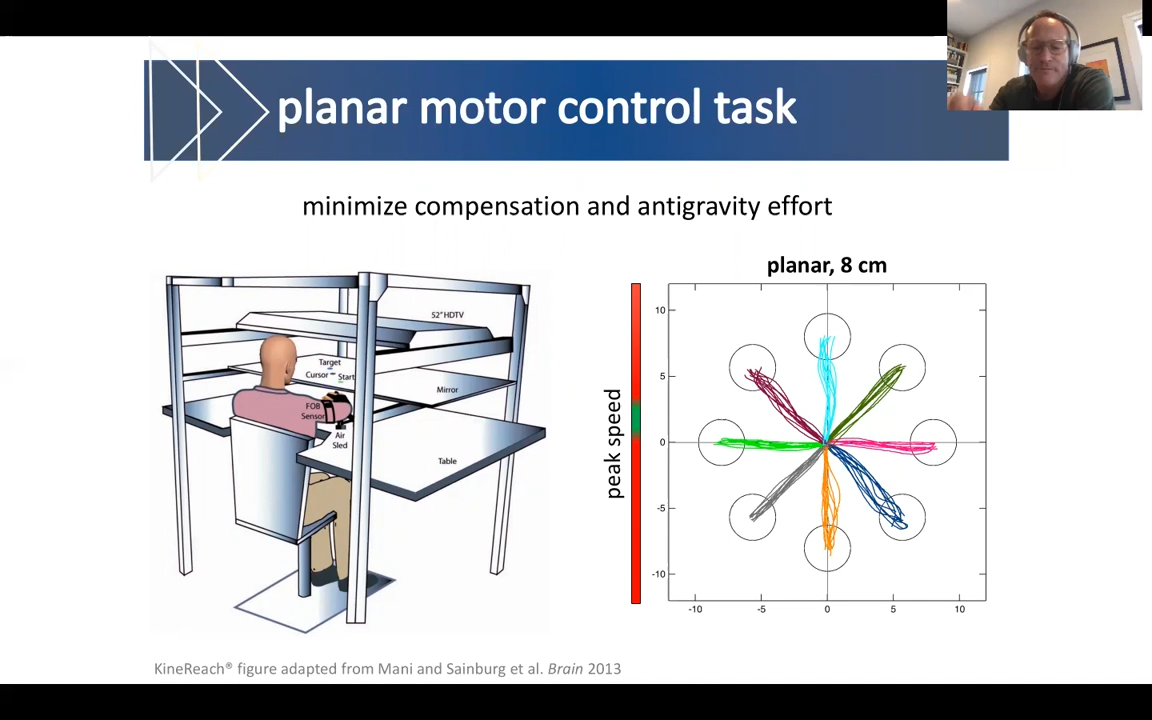 planar motor control task
minimize compensation and antigravity effort
52" HDTV
Target
Cursor
Start
Mirror
FOB
Sensor
Air
Sled
Table
planar, 8 cm
peak speed
10
5
0
-5
-10
-10
-5
0
5
10
KineReach® figure adapted from Mani and Sainburg et al. Brain 2013